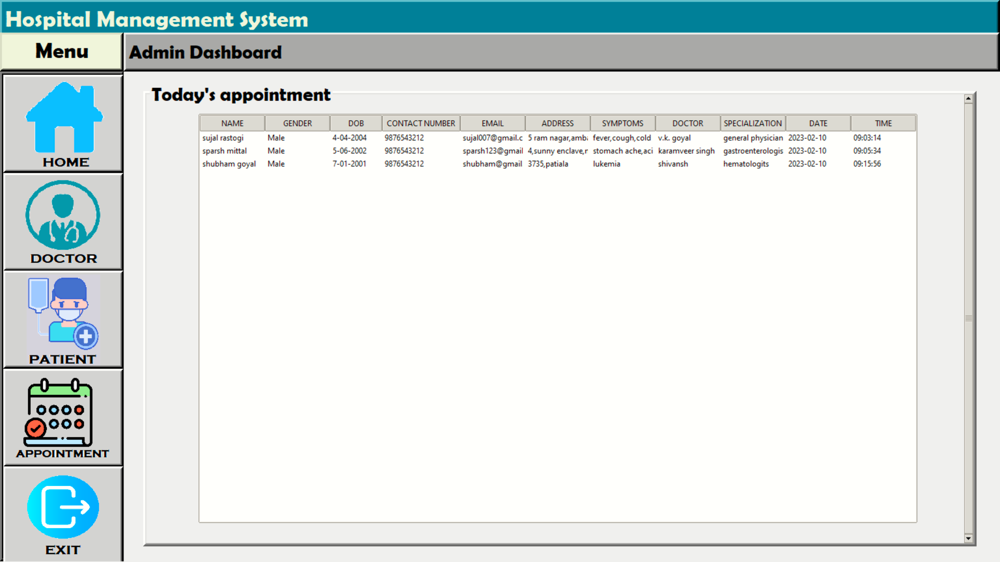 Hospital Management System
Menu
Admin Dashboard
HOME
DOCTOR
PATIENT
APPOINTMENT
EXIT
Today's appointment
NAME GENDER DOB CONTACT NUMBER EMAIL ADDRESS SYMPTOMS DOCTOR SPECIALIZATION DATE TIME
sujal rastogi Male 4-04-2004 9876543212 sujal007@gmail.c 5 ram nagar,amba fever,cough,cold v.k. goyal general physician 2023-02-10 09:03:14
sparsh mittal Male 5-06-2002 9876543212 sparsh123@gmail 4,sunny enclave,r stomach ache,aci karamveer singh gastroenterologis 2023-02-10 09:05:34
shubham goyal Male 7-01-2001 9876543212 shubham@gmail 3735,patiala lukemia shivansh hematologits 2023-02-10 09:15:56